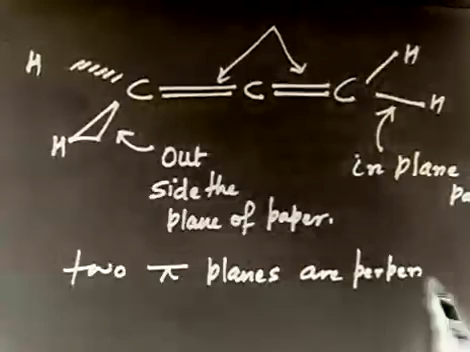 H
H
C = C = C
H
H
Out
side the
plane of paper.
in plane
two π planes are perpen